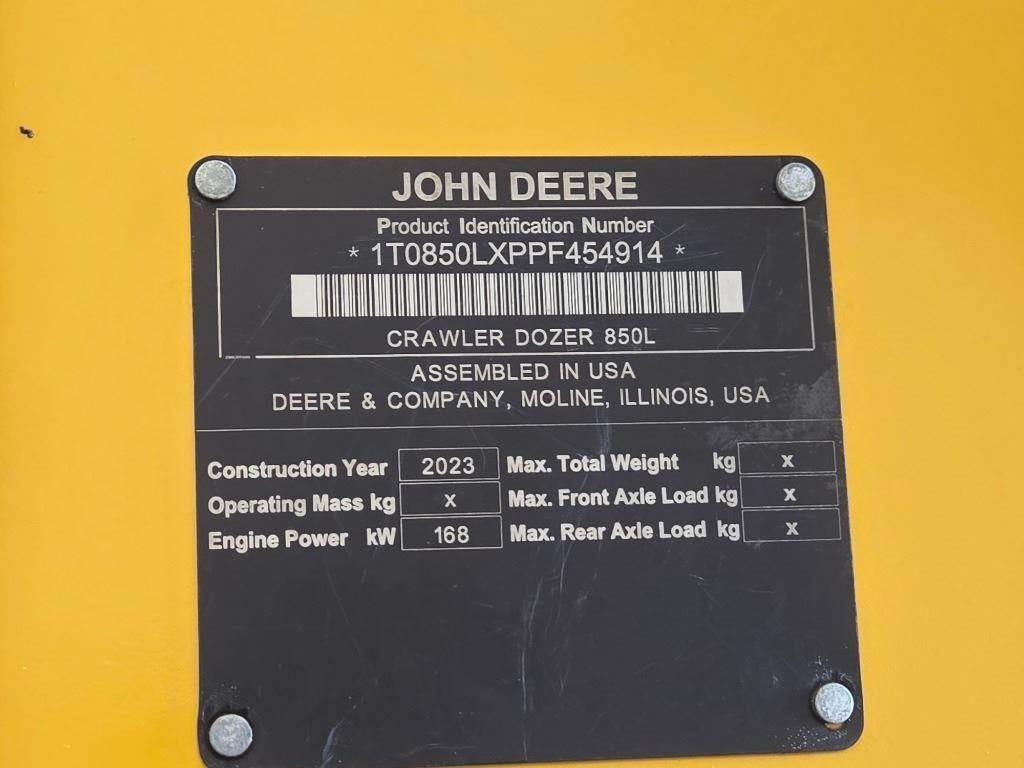 JOHN DEERE
Product Identification Number
* 1T0850LXPPF454914 *
CRAWLER DOZER 850L
ASSEMBLED IN USA
DEERE & COMPANY, MOLINE, ILLINOIS, USA
Construction Year 2023 Max. Total Weight kg X
Operating Mass kg X Max. Front Axle Load kg X
Engine Power kW 168 Max. Rear Axle Load kg X